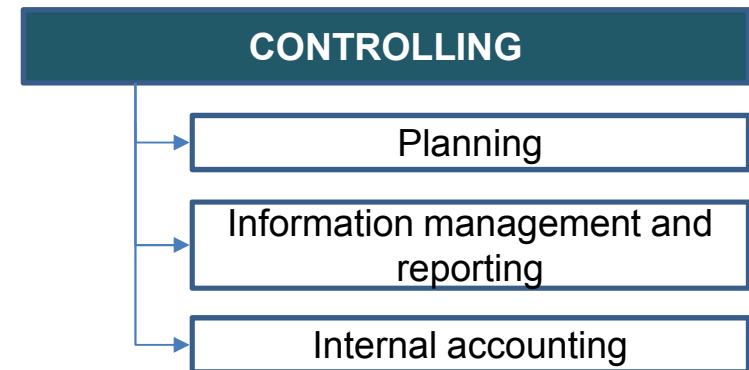 CONTROLLING
Planning
Information management and
reporting
Internal accounting